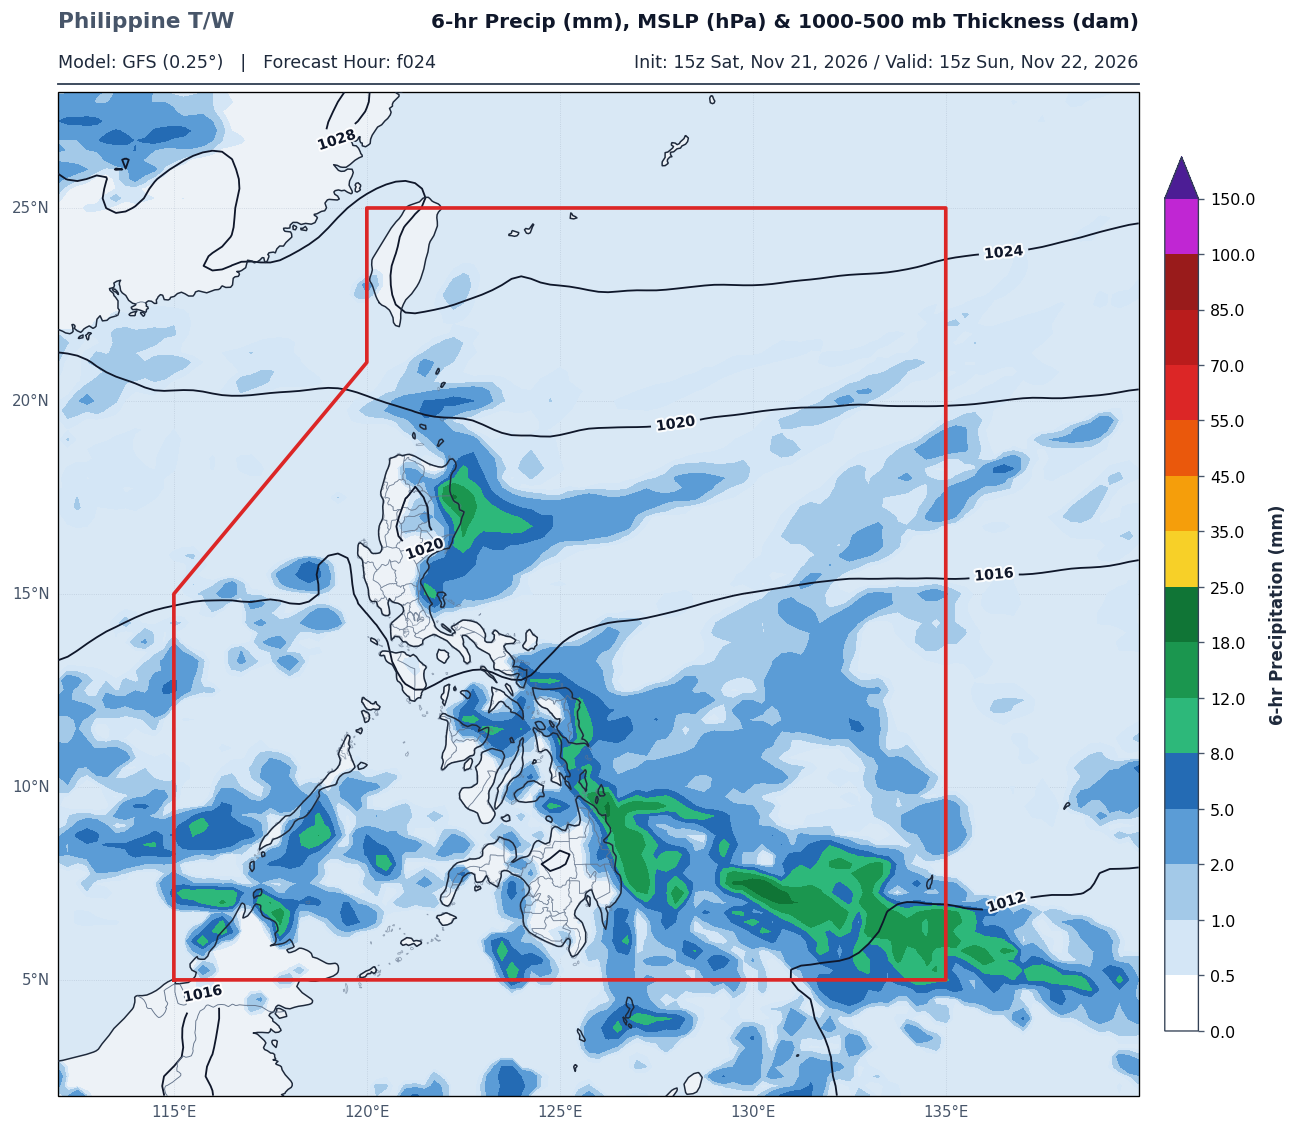 Philippine T/W
6-hr Precip (mm), MSLP (hPa) & 1000-500 mb Thickness (dam)
Model: GFS (0.25°) | Forecast Hour: f024
Init: 15z Sat, Nov 21, 2026 / Valid: 15z Sun, Nov 22, 2026
1028
1024
1020
1020
1016
1012
1016
25°N
20°N
15°N
10°N
5°N
115°E
120°E
125°E
130°E
135°E
150.0
100.0
85.0
70.0
55.0
45.0
35.0
25.0
18.0
12.0
8.0
5.0
2.0
1.0
0.5
0.0
6-hr Precipitation (mm)